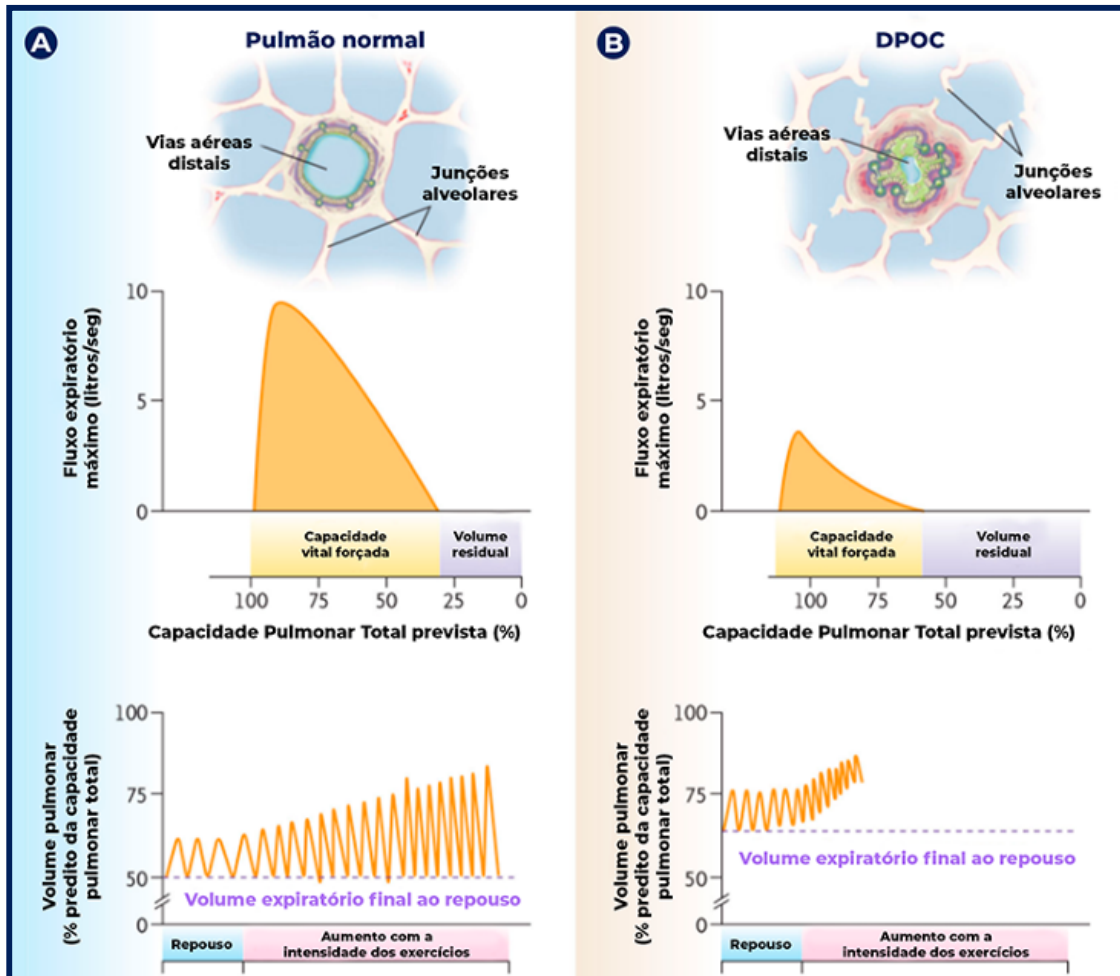 A
Pulmão normal
Vias aéreas
distais
Junções
alveolares
Fluxo expiratório
máximo (litros/seg)
10
5
0
Capacidade
vital forçada
Volume
residual
100
75
50
25
0
Capacidade Pulmonar Total prevista (%)
Volume pulmonar
(% predito da capacidade
pulmonar total)
100
75
50
0
Volume expiratório final ao repouso
Repouso
Aumento com a
intensidade dos exercícios
B
DPOC
Vias aéreas
distais
Junções
alveolares
Fluxo expiratório
máximo (litros/seg)
10
5
0
Capacidade
vital forçada
Volume
residual
100
75
50
25
0
Capacidade Pulmonar Total prevista (%)
Volume pulmonar
(% predito da capacidade
pulmonar total)
100
75
50
0
Volume expiratório final ao repouso
Repouso
Aumento com a
intensidade dos exercícios